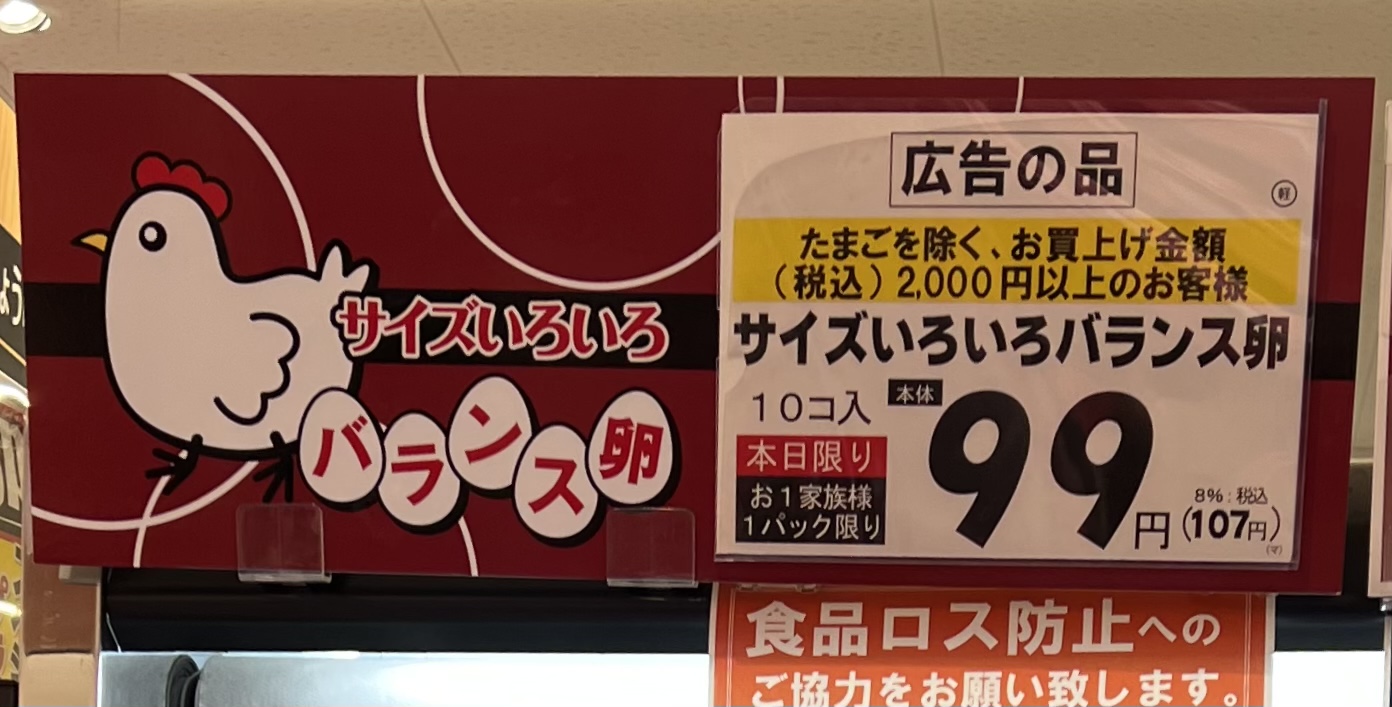 サイズいろいろ
バランス卵
広告の品
軽
たまごを除く、お買上げ金額
(税込)2,000円以上のお客様
サイズいろいろバランス卵
10コ入
本体
99円
8%:税込
(107円)
(マ)
本日限り
お1家族様
1パック限り
食品ロス防止への
ご協力をお願い致します。